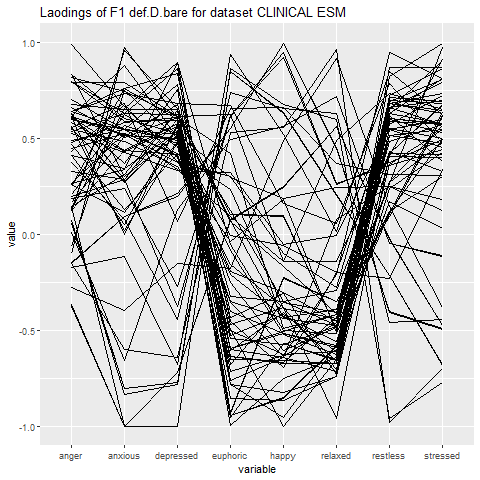 Laodings of F1 def.D.bare for dataset CLINICAL ESM
1.0
0.5
0.0
-0.5
-1.0
value
anger anxious depressed euphoric happy relaxed restless stressed
variable